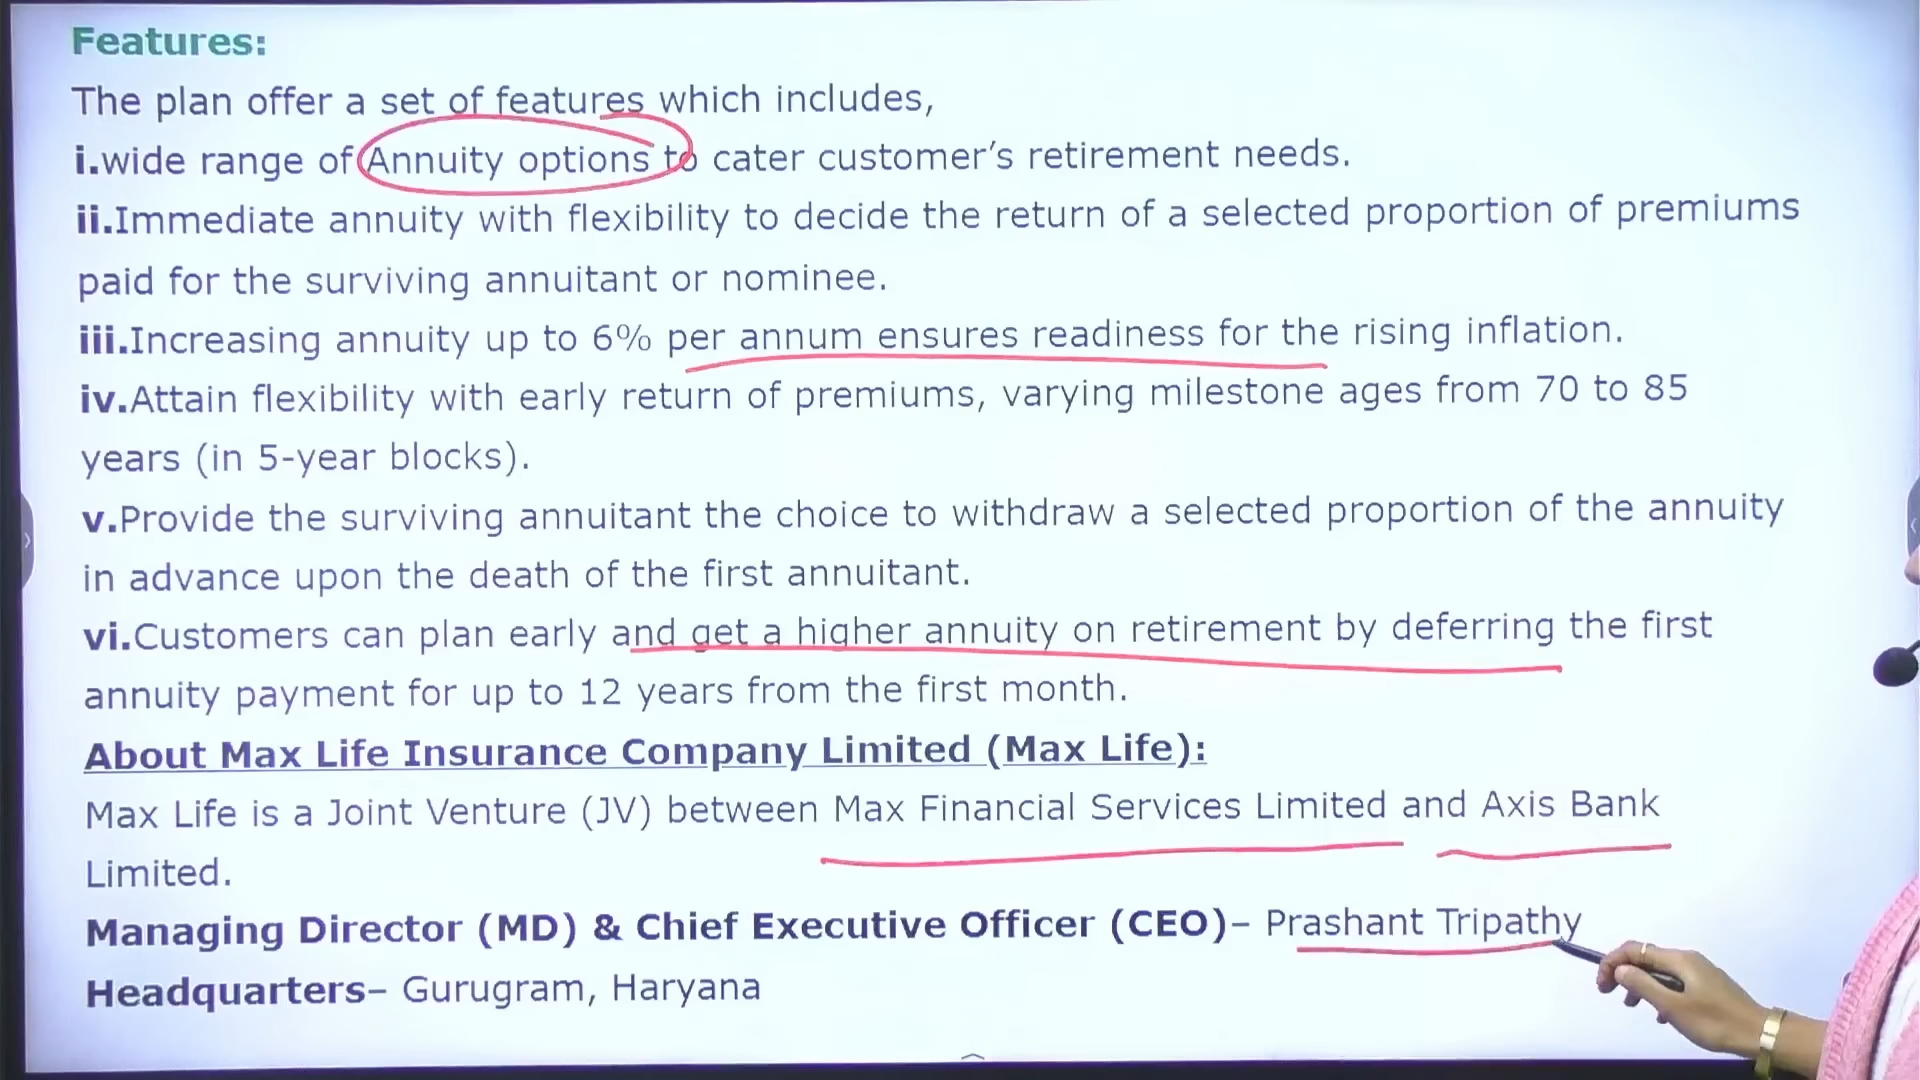 Features:
The plan offer a set of features which includes,
i.wide range of Annuity options to cater customer's retirement needs.
ii.Immediate annuity with flexibility to decide the return of a selected proportion of premiums
paid for the surviving annuitant or nominee.
iii.Increasing annuity up to 6% per annum ensures readiness for the rising inflation.
iv.Attain flexibility with early return of premiums, varying milestone ages from 70 to 85
years (in 5-year blocks).
v.Provide the surviving annuitant the choice to withdraw a selected proportion of the annuity
in advance upon the death of the first annuitant.
vi.Customers can plan early and get a higher annuity on retirement by deferring the first
annuity payment for up to 12 years from the first month.
About Max Life Insurance Company Limited (Max Life):
Max Life is a Joint Venture (JV) between Max Financial Services Limited and Axis Bank
Limited.
Managing Director (MD) & Chief Executive Officer (CEO)– Prashant Tripathy
Headquarters– Gurugram, Haryana